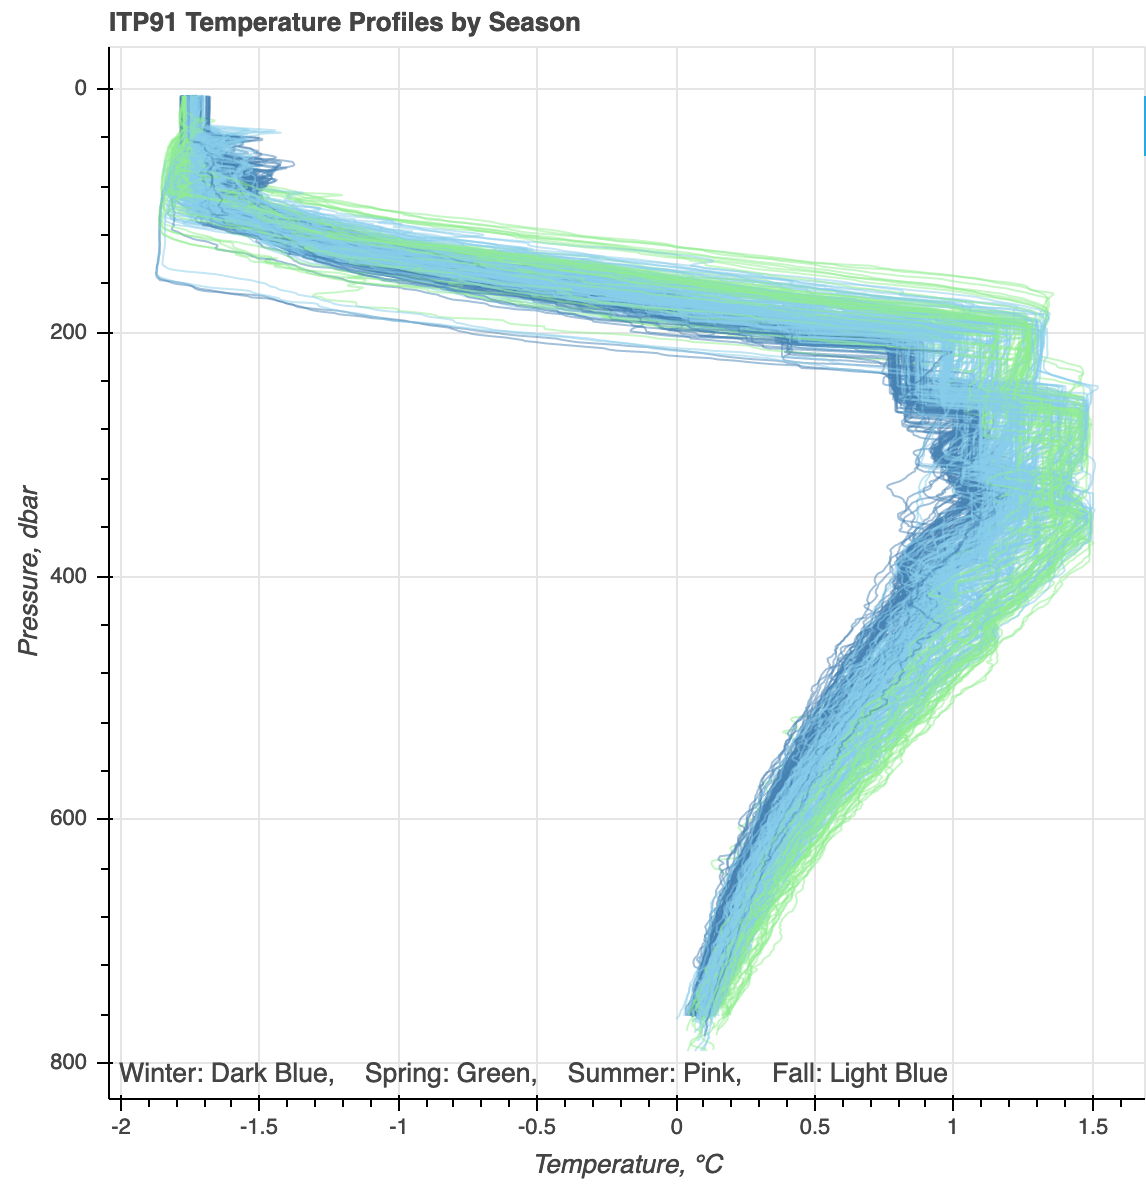 ITP91 Temperature Profiles by Season
Pressure, dbar
0
200
400
600
800
Winter: Dark Blue, Spring: Green, Summer: Pink, Fall: Light Blue
-2 -1.5 -1 -0.5 0 0.5 1 1.5
Temperature, °C